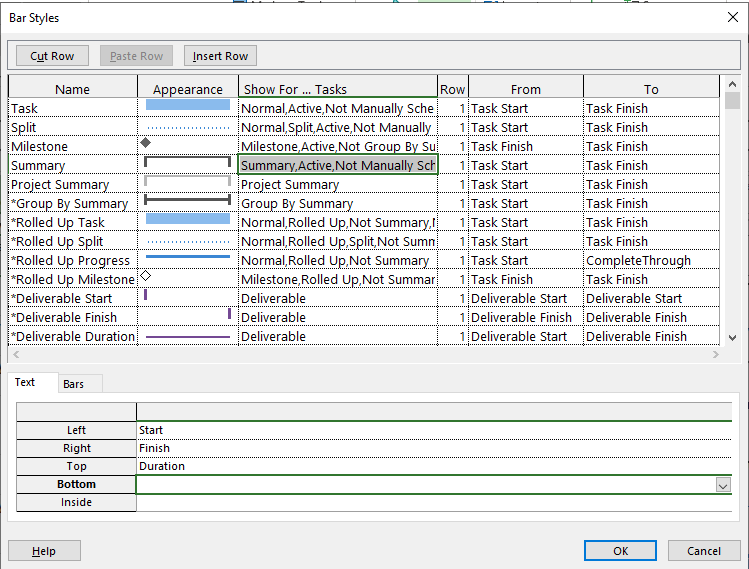 Bar Styles
Cut Row Paste Row Insert Row
Name Appearance Show For ... Tasks Row From To
Task Normal,Active,Not Manually Sche 1 Task Start Task Finish
Split Normal,Split,Active,Not Manually 1 Task Start Task Finish
Milestone Milestone,Active,Not Group By Su 1 Task Finish Task Finish
Summary Summary,Active,Not Manually Sch 1 Task Start Task Finish
Project Summary Project Summary 1 Task Start Task Finish
*Group By Summary Group By Summary 1 Task Start Task Finish
*Rolled Up Task Normal,Rolled Up,Not Summary, 1 Task Start Task Finish
*Rolled Up Split Normal,Rolled Up,Split,Not Summ 1 Task Start Task Finish
*Rolled Up Progress Normal,Rolled Up,Not Summary 1 Task Start CompleteThrough
*Rolled Up Milestone Milestone,Rolled Up,Not Summar 1 Task Finish Task Finish
*Deliverable Start Deliverable 1 Deliverable Start Deliverable Start
*Deliverable Finish Deliverable 1 Deliverable Finish Deliverable Finish
*Deliverable Duration Deliverable 1 Deliverable Start Deliverable Finish
Text Bars
Left Start
Right Finish
Top Duration
Bottom
Inside
Help OK Cancel